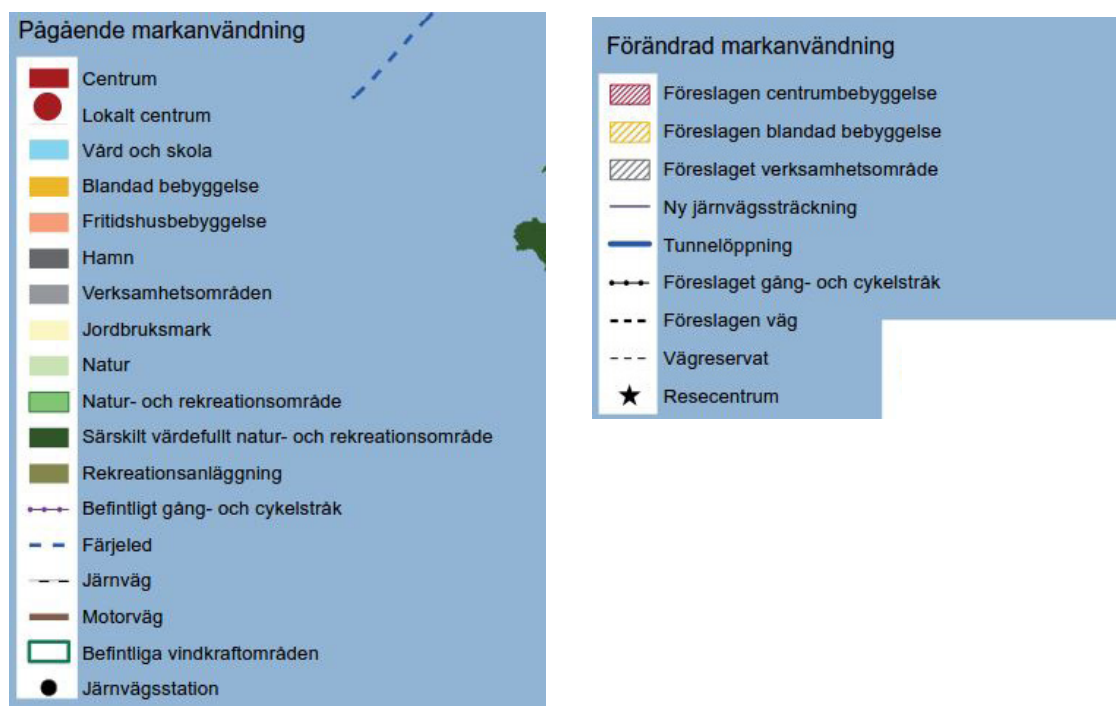 Pågående markanvändning
Centrum
Lokalt centrum
Vård och skola
Blandad bebyggelse
Fritidshusbebyggelse
Hamn
Verksamhetsområden
Jordbruksmark
Natur
Natur- och rekreationsområde
Särskilt värdefullt natur- och rekreationsområde
Rekreationsanläggning
Befintligt gång- och cykelstråk
Färjeled
Järnväg
Motorväg
Befintliga vindkraftområden
Järnvägsstation
Förändrad markanvändning
Föreslagen centrumbebyggelse
Föreslagen blandad bebyggelse
Föreslaget verksamhetsområde
Ny järnvägssträckning
Tunnelöppning
Föreslaget gång- och cykelstråk
Föreslagen väg
Vägreservat
Resecentrum